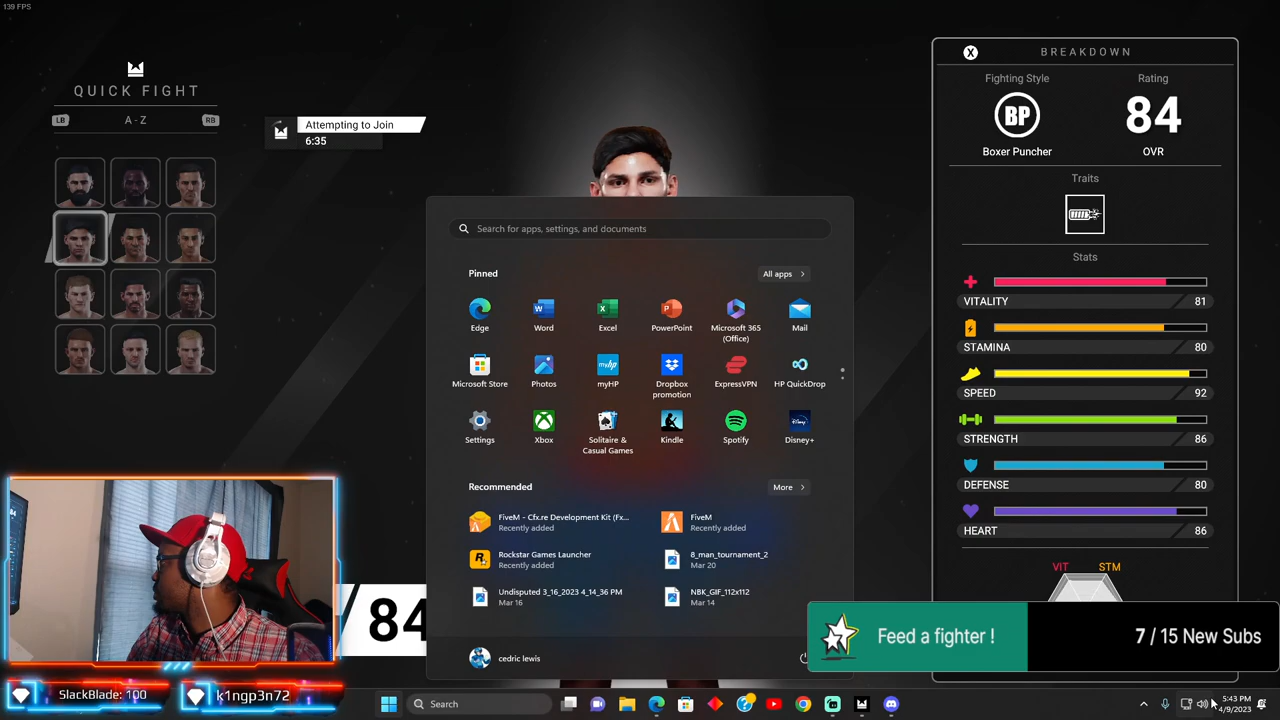 139 FPS
QUICK FIGHT
LB A - Z RB
Attempting to Join
6:35
X BREAKDOWN
Fighting Style Rating
BP 84
Boxer Puncher OVR
Traits
Stats
VITALITY 81
STAMINA 80
SPEED 92
STRENGTH 86
DEFENSE 80
HEART 86
VIT STM
Search for apps, settings, and documents
Pinned All apps
Edge Word Excel PowerPoint Microsoft 365 (Office) Mail
W X P
Microsoft Store Photos myHP Dropbox promotion ExpressVPN HP QuickDrop
myHP
Settings Xbox Solitaire & Casual Games Kindle Spotify Disney+
Disney+
Recommended More
FiveM - Cfx.re Development Kit (Fx...
Recently added
FiveM
Recently added
Rockstar Games Launcher
Recently added
8_man_tournament_2
Mar 20
Undisputed 3_16_2023 4_14_36 PM
Mar 16
NBK_GIF_112x112
Mar 14
cedric lewis
84
Feed a fighter !
7 / 15 New Subs
SlackBlade: 100
k1ngp3n72
Search
5:43 PM
4/9/2023